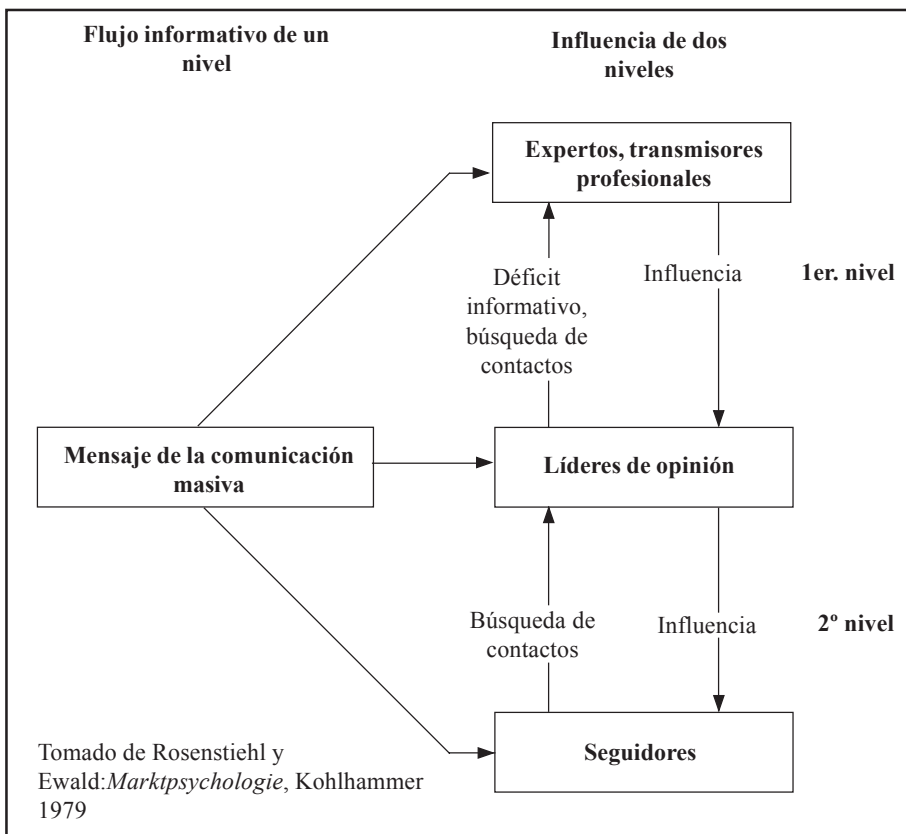 Flujo informativo de un
nivel
Influencia de dos
niveles
Expertos, transmisores
profesionales
Déficit
informativo,
búsqueda de
contactos
Influencia
1er. nivel
Mensaje de la comunicación
masiva
Líderes de opinión
Búsqueda de
contactos
Influencia
2º nivel
Seguidores
Tomado de Rosenstiehl y
Ewald:Marktpsychologie, Kohlhammer
1979